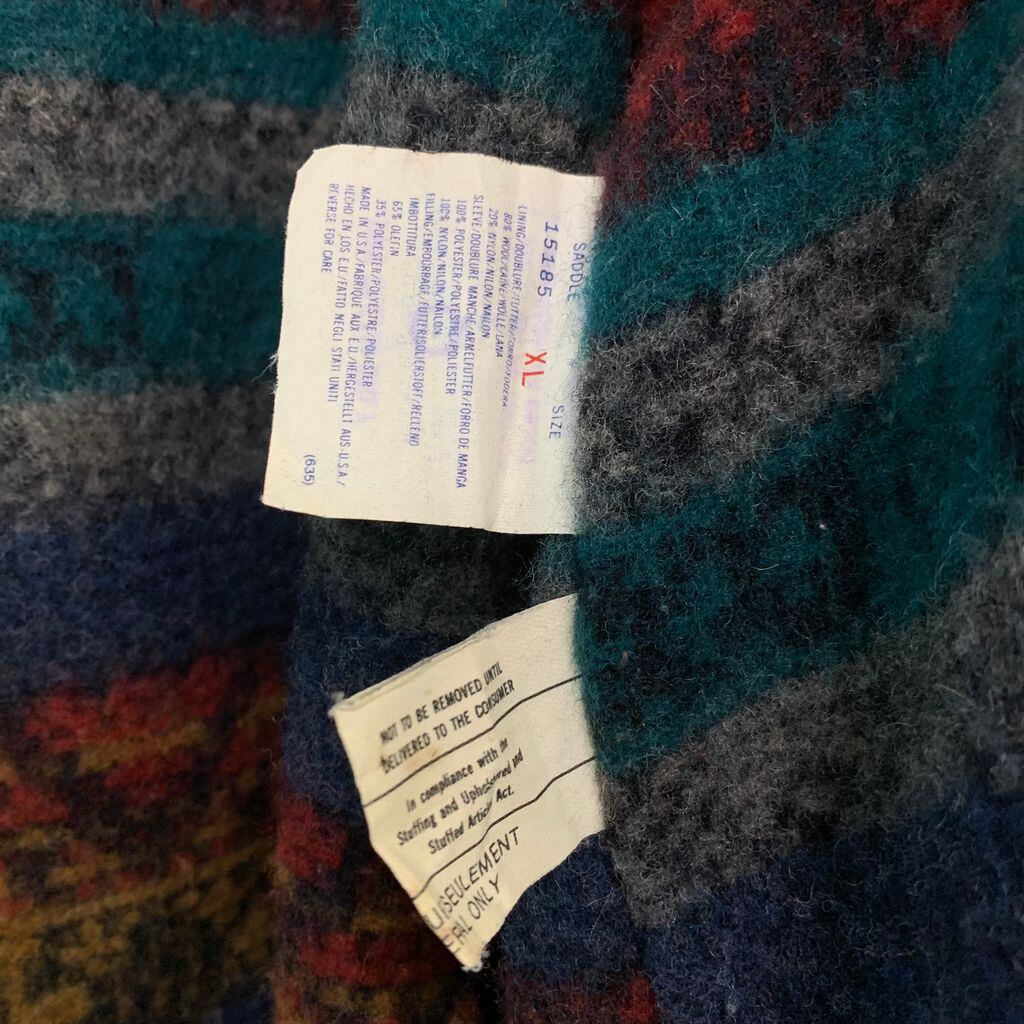 SADDLE
SIZE
15185 XL
LINING/DOUBLURE/FUTTER/FORRO/FODERA
80% WOOL/LAINE/WOLLE/LANA
20% NYLON/NILON/NAILON
SLEEVE/DOUBLURE MANCHE/ARMELFUTTER/FORRO DE MANGA
100% POLYESTER/POLYESTRE/POLIESTER
100% NYLON/NILON/NAILON
FILLING/EMBOURRAGE/FUTTER/ISOLIERSTOFF/RELLENO
IMBOTTITURA
65% OLEFIN
35% POLYESTER/POLYESTRE/POLIESTER
MADE IN U.S.A./FABRIQUE AUX E.U./HERGESTELLT AUS-U.S.A./
HECHO EN LOS E.U./FATTO NEGLI STATI UNITI
REVERSE FOR CARE
(635)
NOT TO BE REMOVED UNTIL
DELIVERED TO THE CONSUMER
In compliance with the
Stuffing and Upholstered and
Stuffed Article Act.
SEULEMENT
ONLY